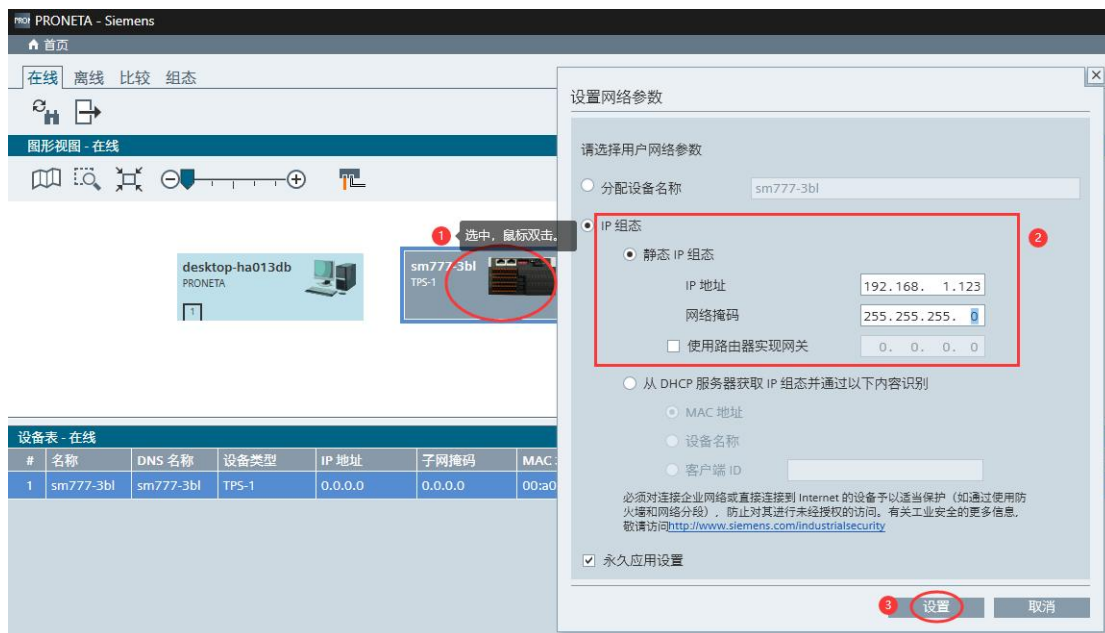 PRONETA - Siemens
首页
在线 离线 比较 组态
图形视图 - 在线
1 选中，鼠标双击。
desktop-ha013db
PRONETA
1
sm777-3bl
TPS-1
设备表 - 在线
# 名称 DNS 名称 设备类型 IP 地址 子网掩码 MAC
1 sm777-3bl sm777-3bl TPS-1 0.0.0.0 0.0.0.0 00:a0
设置网络参数
请选择用户网络参数
分配设备名称 sm777-3bl
IP 组态
2
静态 IP 组态
IP 地址 192.168. 1.123
网络掩码 255.255.255. 0
使用路由器实现网关 0. 0. 0. 0
从 DHCP 服务器获取 IP 组态并通过以下内容识别
MAC 地址
设备名称
客户端 ID
必须对连接企业网络或直接连接到 Internet 的设备予以适当保护（如通过使用防
火墙和网络分段），防止对其进行未经授权的访问。有关工业安全的更多信息，
敬请访问http://www.siemens.com/industrialsecurity
永久应用设置
3 设置 取消